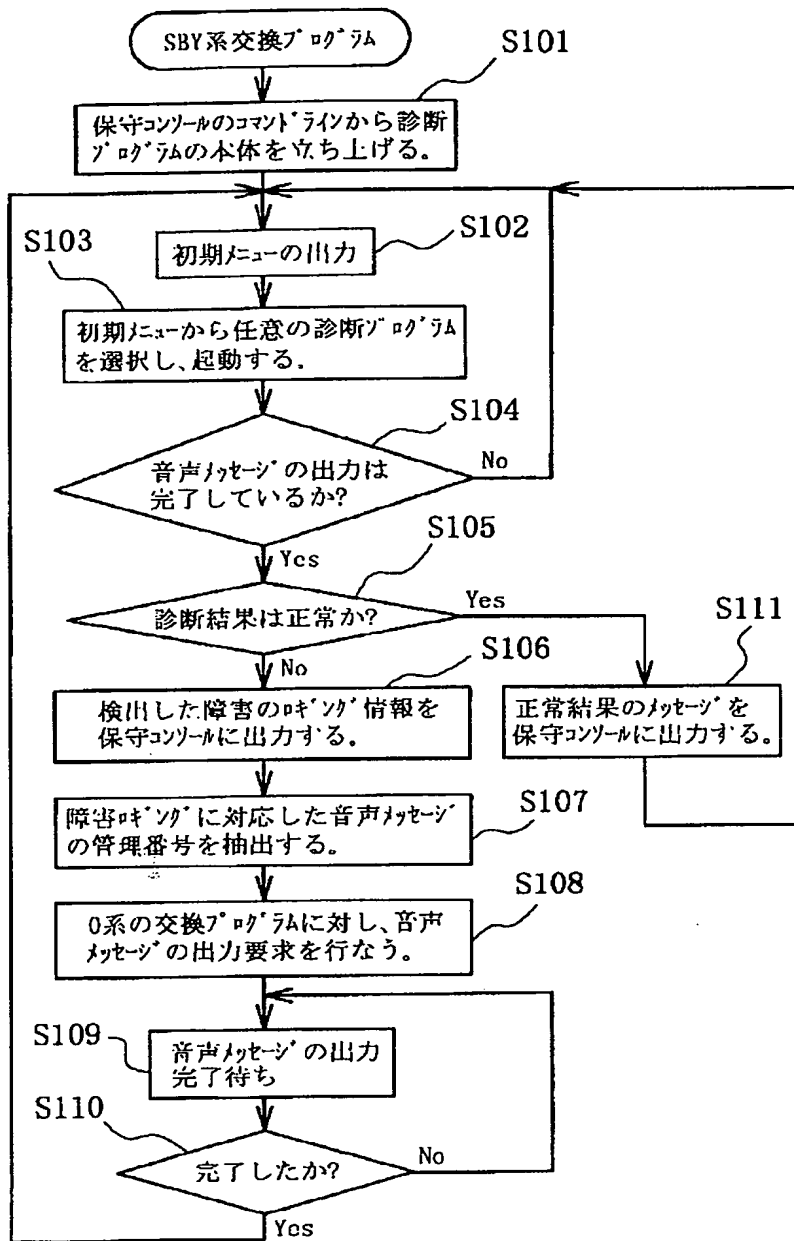 SBY系交換プログラム
S101
保守コンソールのコマンドラインから診断
プログラムの本体を立ち上げる。
S102
初期メニューの出力
S103
初期メニューから任意の診断プログラム
を選択し、起動する。
S104
音声メッセージの出力は
完了しているか?
No
Yes
S105
診断結果は正常か?
Yes
No
S106
検出した障害のロギング情報を
保守コンソールに出力する。
S111
正常結果のメッセージを
保守コンソールに出力する。
S107
障害ロギングに対応した音声メッセージ
の管理番号を抽出する。
S108
0系の交換プログラムに対し、音声
メッセージの出力要求を行なう。
S109
音声メッセージの出力
完了待ち
S110
完了したか?
No
Yes